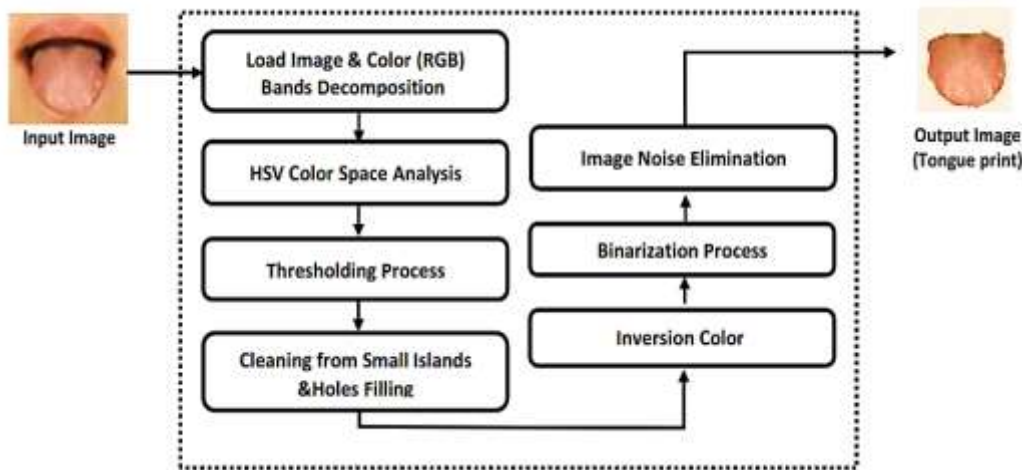 Input Image
Load Image & Color (RGB)
Bands Decomposition
HSV Color Space Analysis
Thresholding Process
Cleaning from Small Islands
&Holes Filling
Inversion Color
Binarization Process
Image Noise Elimination
Output Image
(Tongue print)